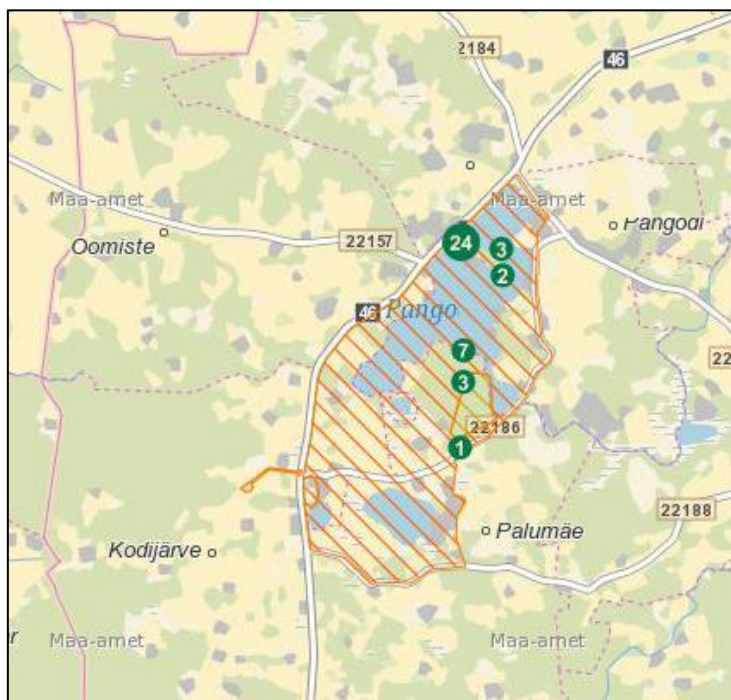 2184
46
Maa-amet
Maa-amet
Pangodi
Oomiste
22157
24
3
2
46
Pango
7
3
22186
1
22188
Palumäe
Kodijärve
Maa-amet
Maa-amet